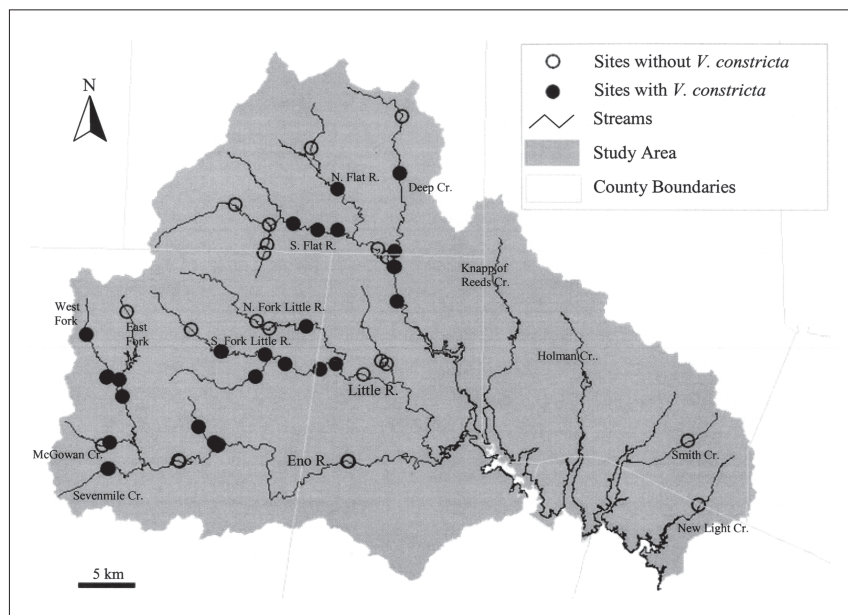 N
Sites without V. constricta
Sites with V. constricta
Streams
Study Area
County Boundaries
N. Flat R.
Deep Cr.
S. Flat R.
Knapp of
Reeds Cr.
West
Fork
East
Fork
N. Fork Little R.
S. Fork Little R.
Holman Cr..
Little R.
McGowan Cr.
Eno R.
Smith Cr.
Sevenmile Cr.
New Light Cr.
5 km